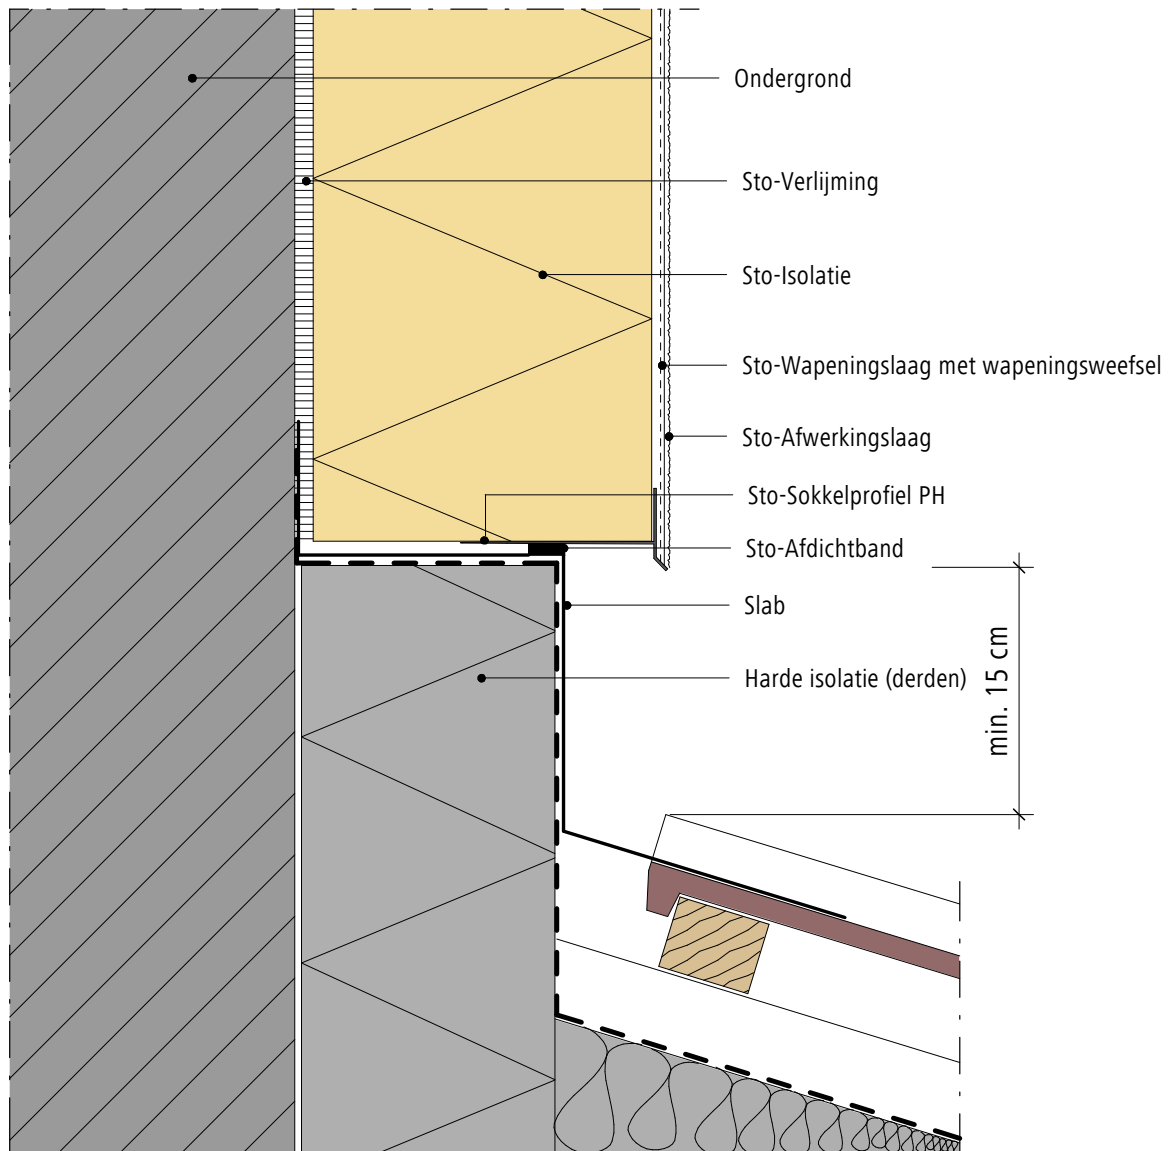 Ondergrond
Sto-Verlijming
Sto-Isolatie
Sto-Wapeningslaag met wapeningsweefsel
Sto-Afwerkingslaag
Sto-Sokkelprofiel PH
Sto-Afdichtband
Slab
Harde isolatie (derden)
min. 15 cm